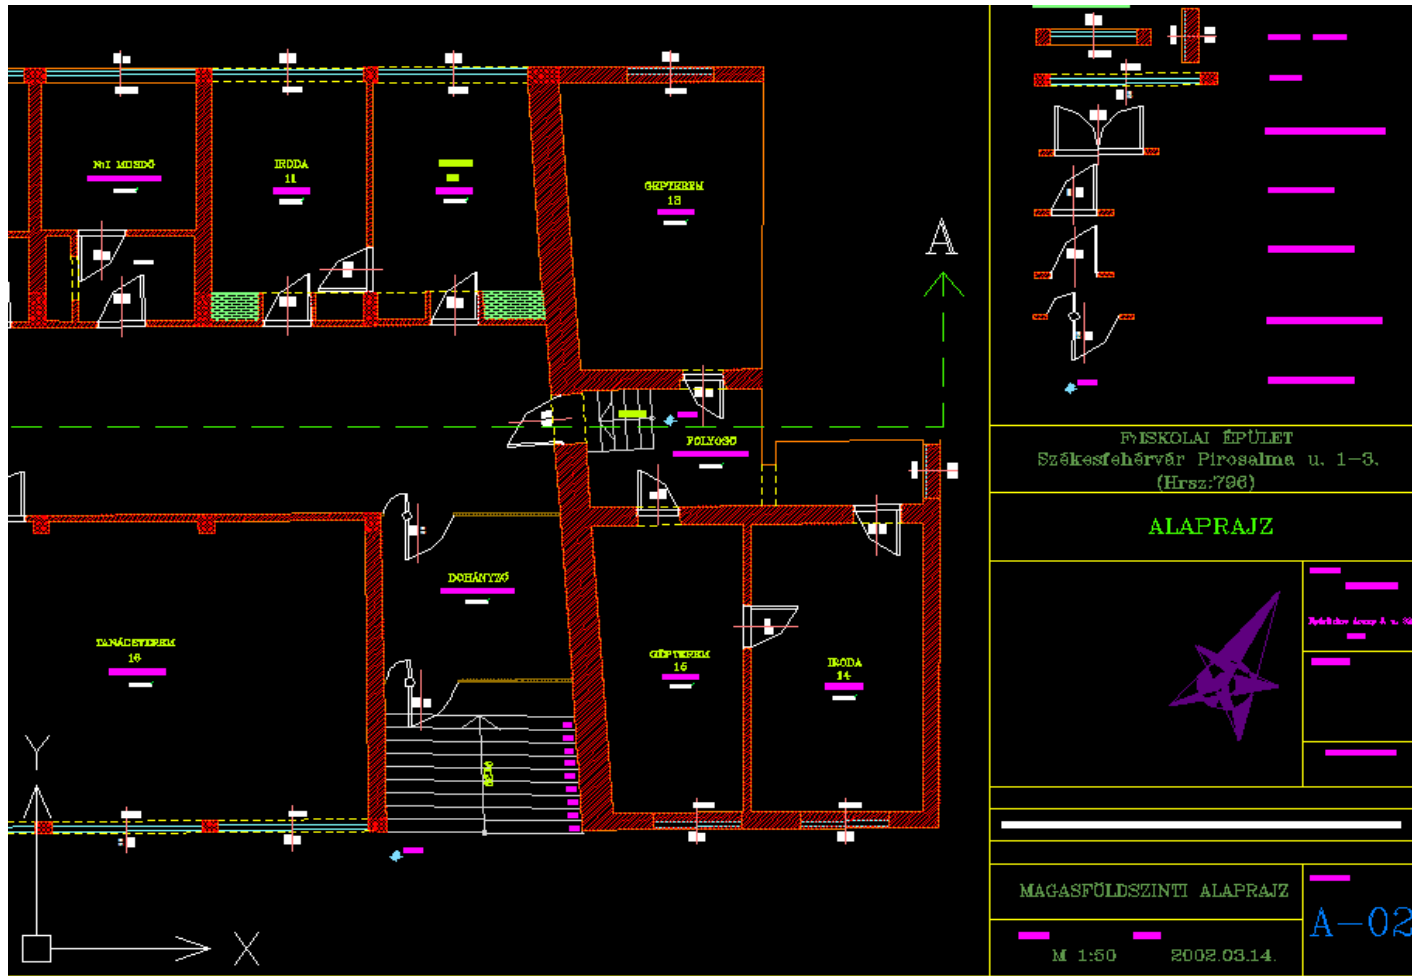 NőI MOSDÓ
IRODA
11
GÉPTEREM
13
A
FOLYOSÓ
DOHÁNYZÓ
TANÁCSTEREM
16
GÉPTEREM
15
IRODA
14
Y
X
FőISKOLAI ÉPÜLET
Székesfehérvár Pirosalma u. 1-3.
(Hrsz:796)
ALAPRAJZ
MAGASFÖLDSZINTI ALAPRAJZ
A-02
M 1:50
2002.03.14.